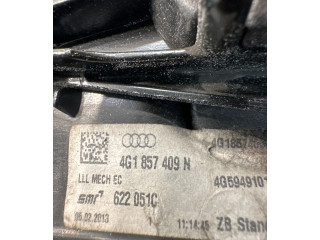 4G1 857 409 N
LLL MECH EC
smr 622 051C
06.02.2013
4G1857
4G5949101
11:14:45 ZB Stan